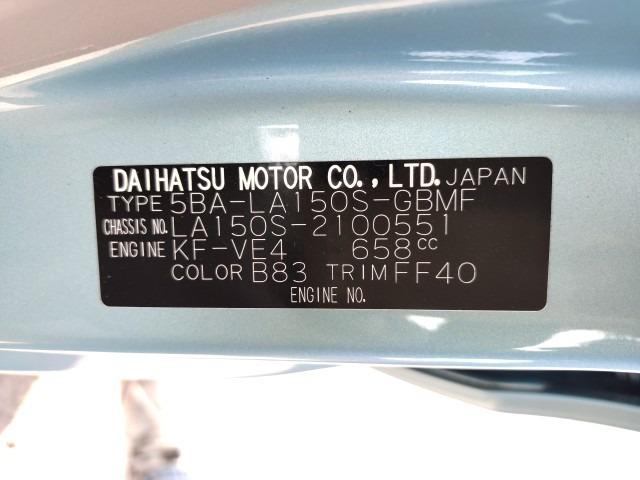 DAIHATSU MOTOR CO., LTD. JAPAN
TYPE 5BA-LA150S-GBMF
CHASSIS NO. LA150S-2100551
ENGINE KF-VE4 658cc
COLOR B83 TRIM FF40
ENGINE NO.